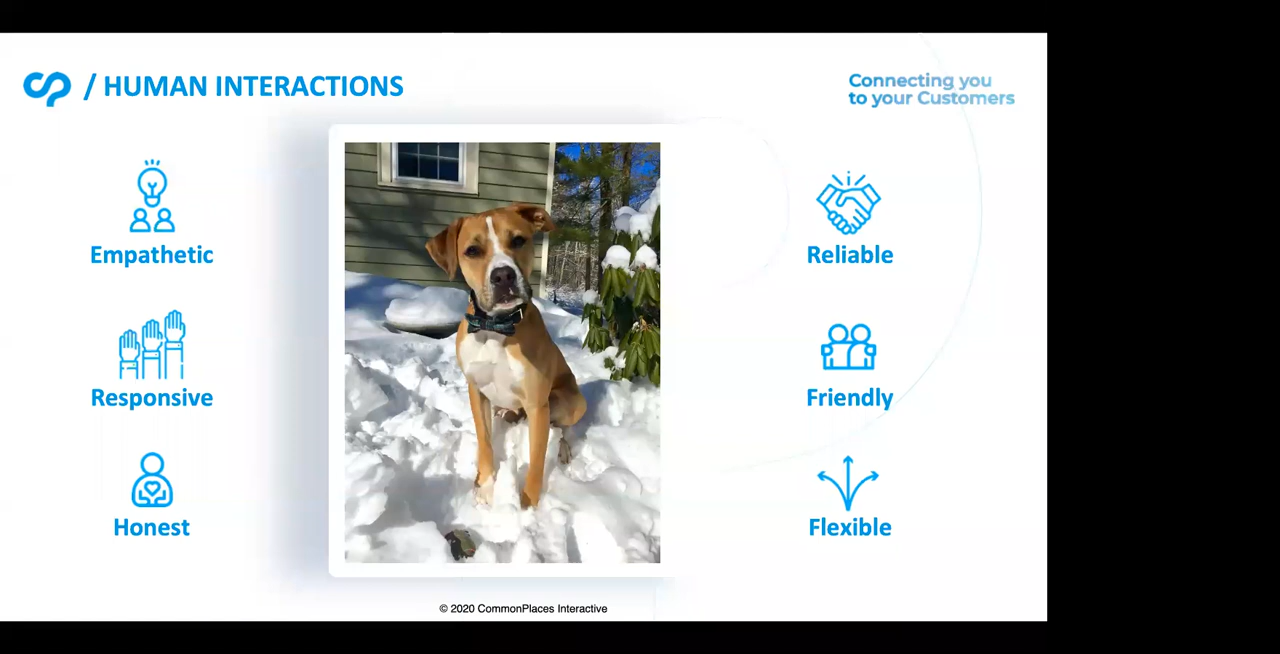 / HUMAN INTERACTIONS
Connecting you
to your Customers
Empathetic
Responsive
Honest
Reliable
Friendly
Flexible
© 2020 CommonPlaces Interactive